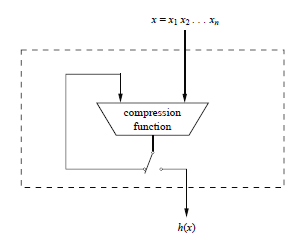 x = x₁ x₂ . . . xₙ
compression
function
h(x)